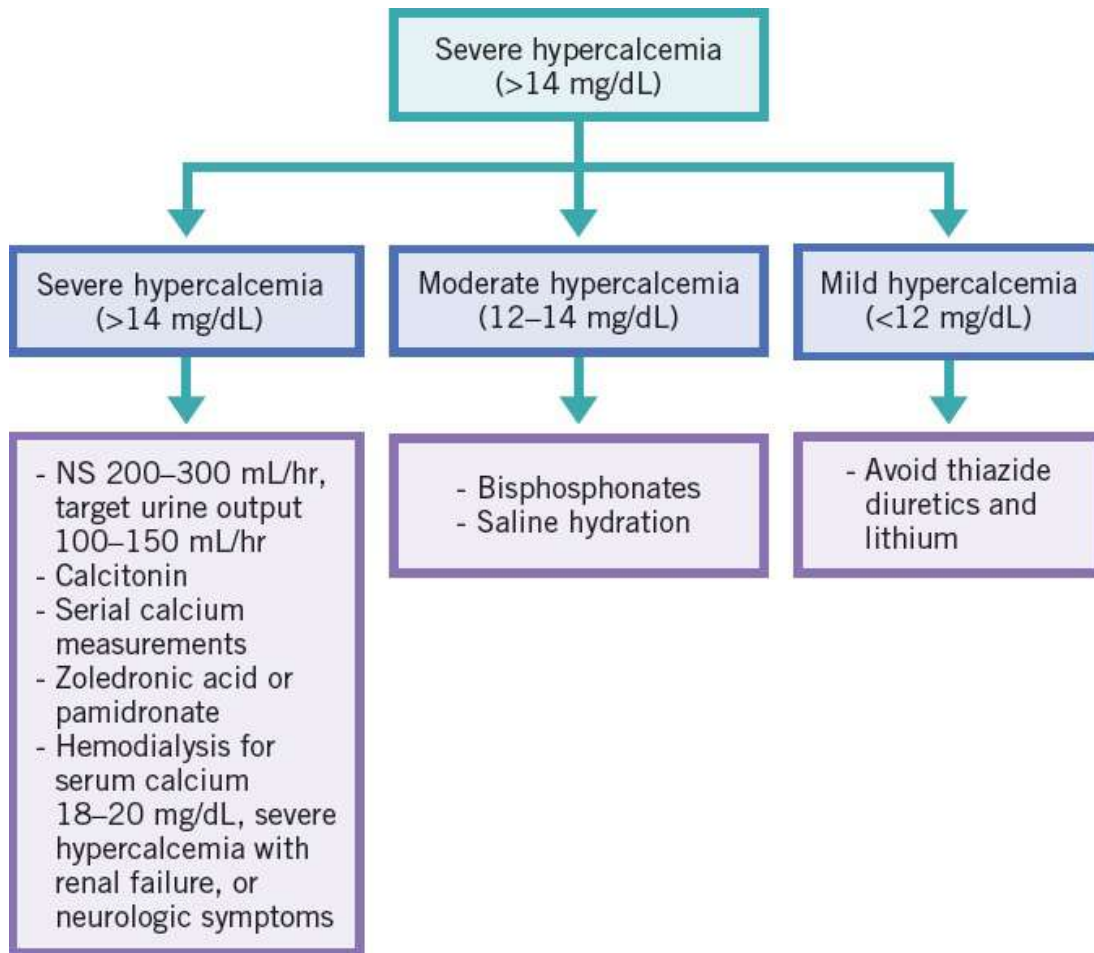 Severe hypercalcemia
(>14 mg/dL)
Severe hypercalcemia
(>14 mg/dL)
Moderate hypercalcemia
(12–14 mg/dL)
Mild hypercalcemia
(<12 mg/dL)
- NS 200–300 mL/hr,
target urine output
100–150 mL/hr
- Calcitonin
- Serial calcium
measurements
- Zoledronic acid or
pamidronate
- Hemodialysis for
serum calcium
18–20 mg/dL, severe
hypercalcemia with
renal failure, or
neurologic symptoms
- Bisphosphonates
- Saline hydration
- Avoid thiazide
diuretics and
lithium